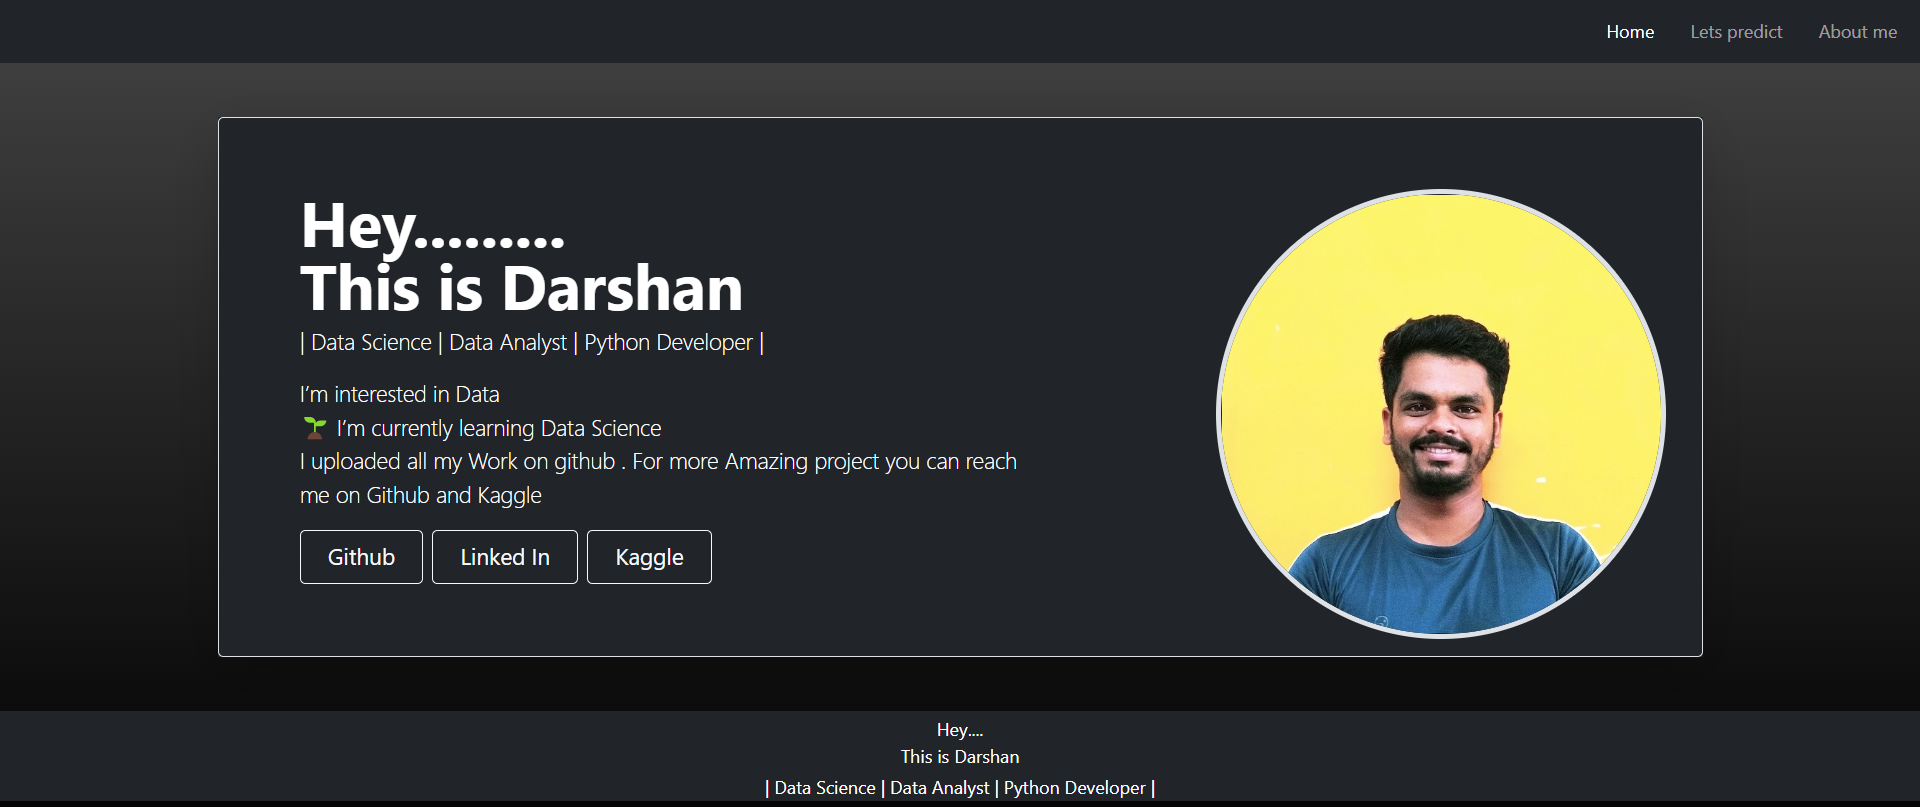 Home Lets predict About me
Hey.........
This is Darshan
| Data Science | Data Analyst | Python Developer |
I’m interested in Data
🌱 I’m currently learning Data Science
I uploaded all my Work on github . For more Amazing project you can reach
me on Github and Kaggle
Github Linked In Kaggle
Hey....
This is Darshan
| Data Science | Data Analyst | Python Developer |